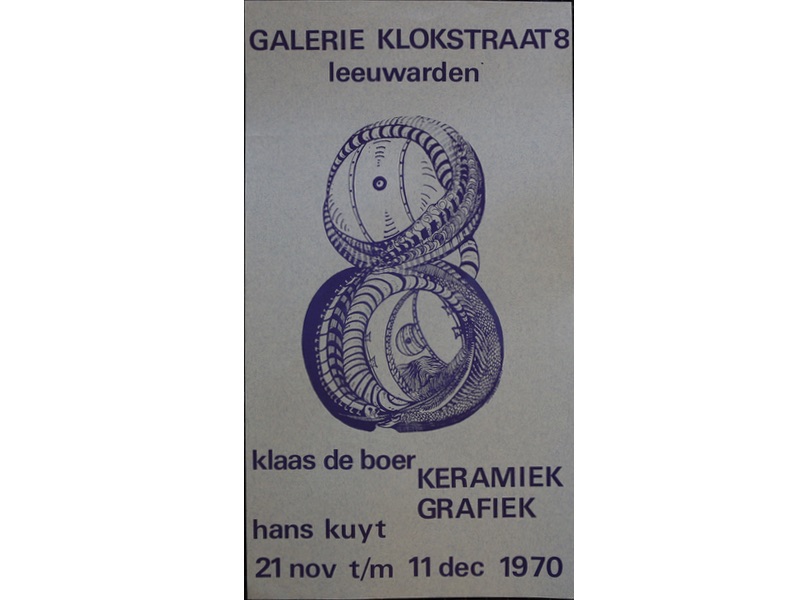 GALERIE KLOKSTRAAT 8
leeuwarden
klaas de boer
KERAMIEK
GRAFIEK
hans kuyt
21 nov t/m 11 dec 1970